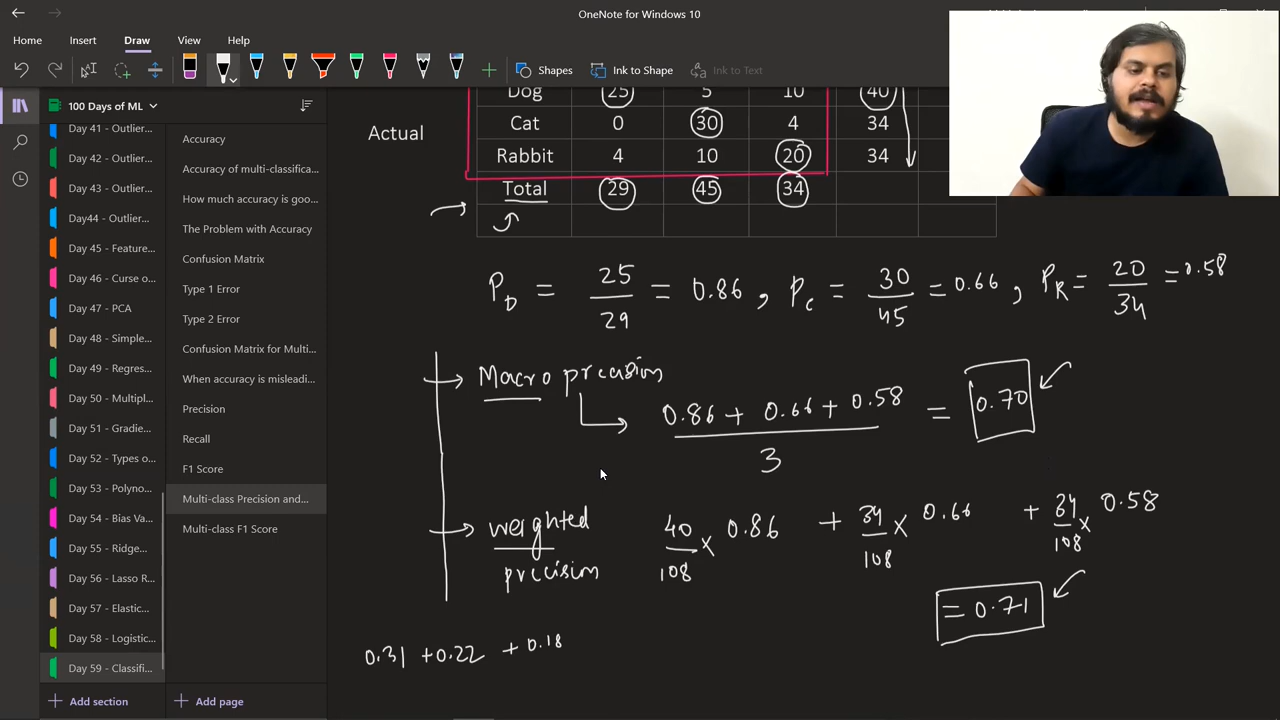 OneNote for Windows 10
Home Insert Draw View Help
Shapes Ink to Shape Ink to Text
100 Days of ML
Day 41 - Outlier...
Day 42 - Outlier...
Day 43 - Outlier...
Day44 - Outlier...
Day 45 - Feature...
Day 46 - Curse o...
Day 47 - PCA
Day 48 - Simple...
Day 49 - Regres...
Day 50 - Multipl...
Day 51 - Gradie...
Day 52 - Types o...
Day 53 - Polyno...
Day 54 - Bias Va...
Day 55 - Ridge...
Day 56 - Lasso R...
Day 57 - Elastic...
Day 58 - Logistic...
Day 59 - Classifi...
Add section
Accuracy
Accuracy of multi-classifica...
How much accuracy is goo...
The Problem with Accuracy
Confusion Matrix
Type 1 Error
Type 2 Error
Confusion Matrix for Multi...
When accuracy is misleadi...
Precision
Recall
F1 Score
Multi-class Precision and...
Multi-class F1 Score
Add page
Actual
Dog 25 5 10 40
Cat 0 30 4 34
Rabbit 4 10 20 34
Total 29 45 34
P_D = 25/29 = 0.86, P_C = 30/45 = 0.66, P_R = 20/34 = 0.58
Macro precision
0.86 + 0.66 + 0.58 / 3 = 0.70
weighted precision
40/108 × 0.86 + 34/108 × 0.66 + 34/108 × 0.58
= 0.71
0.31 + 0.22 + 0.18